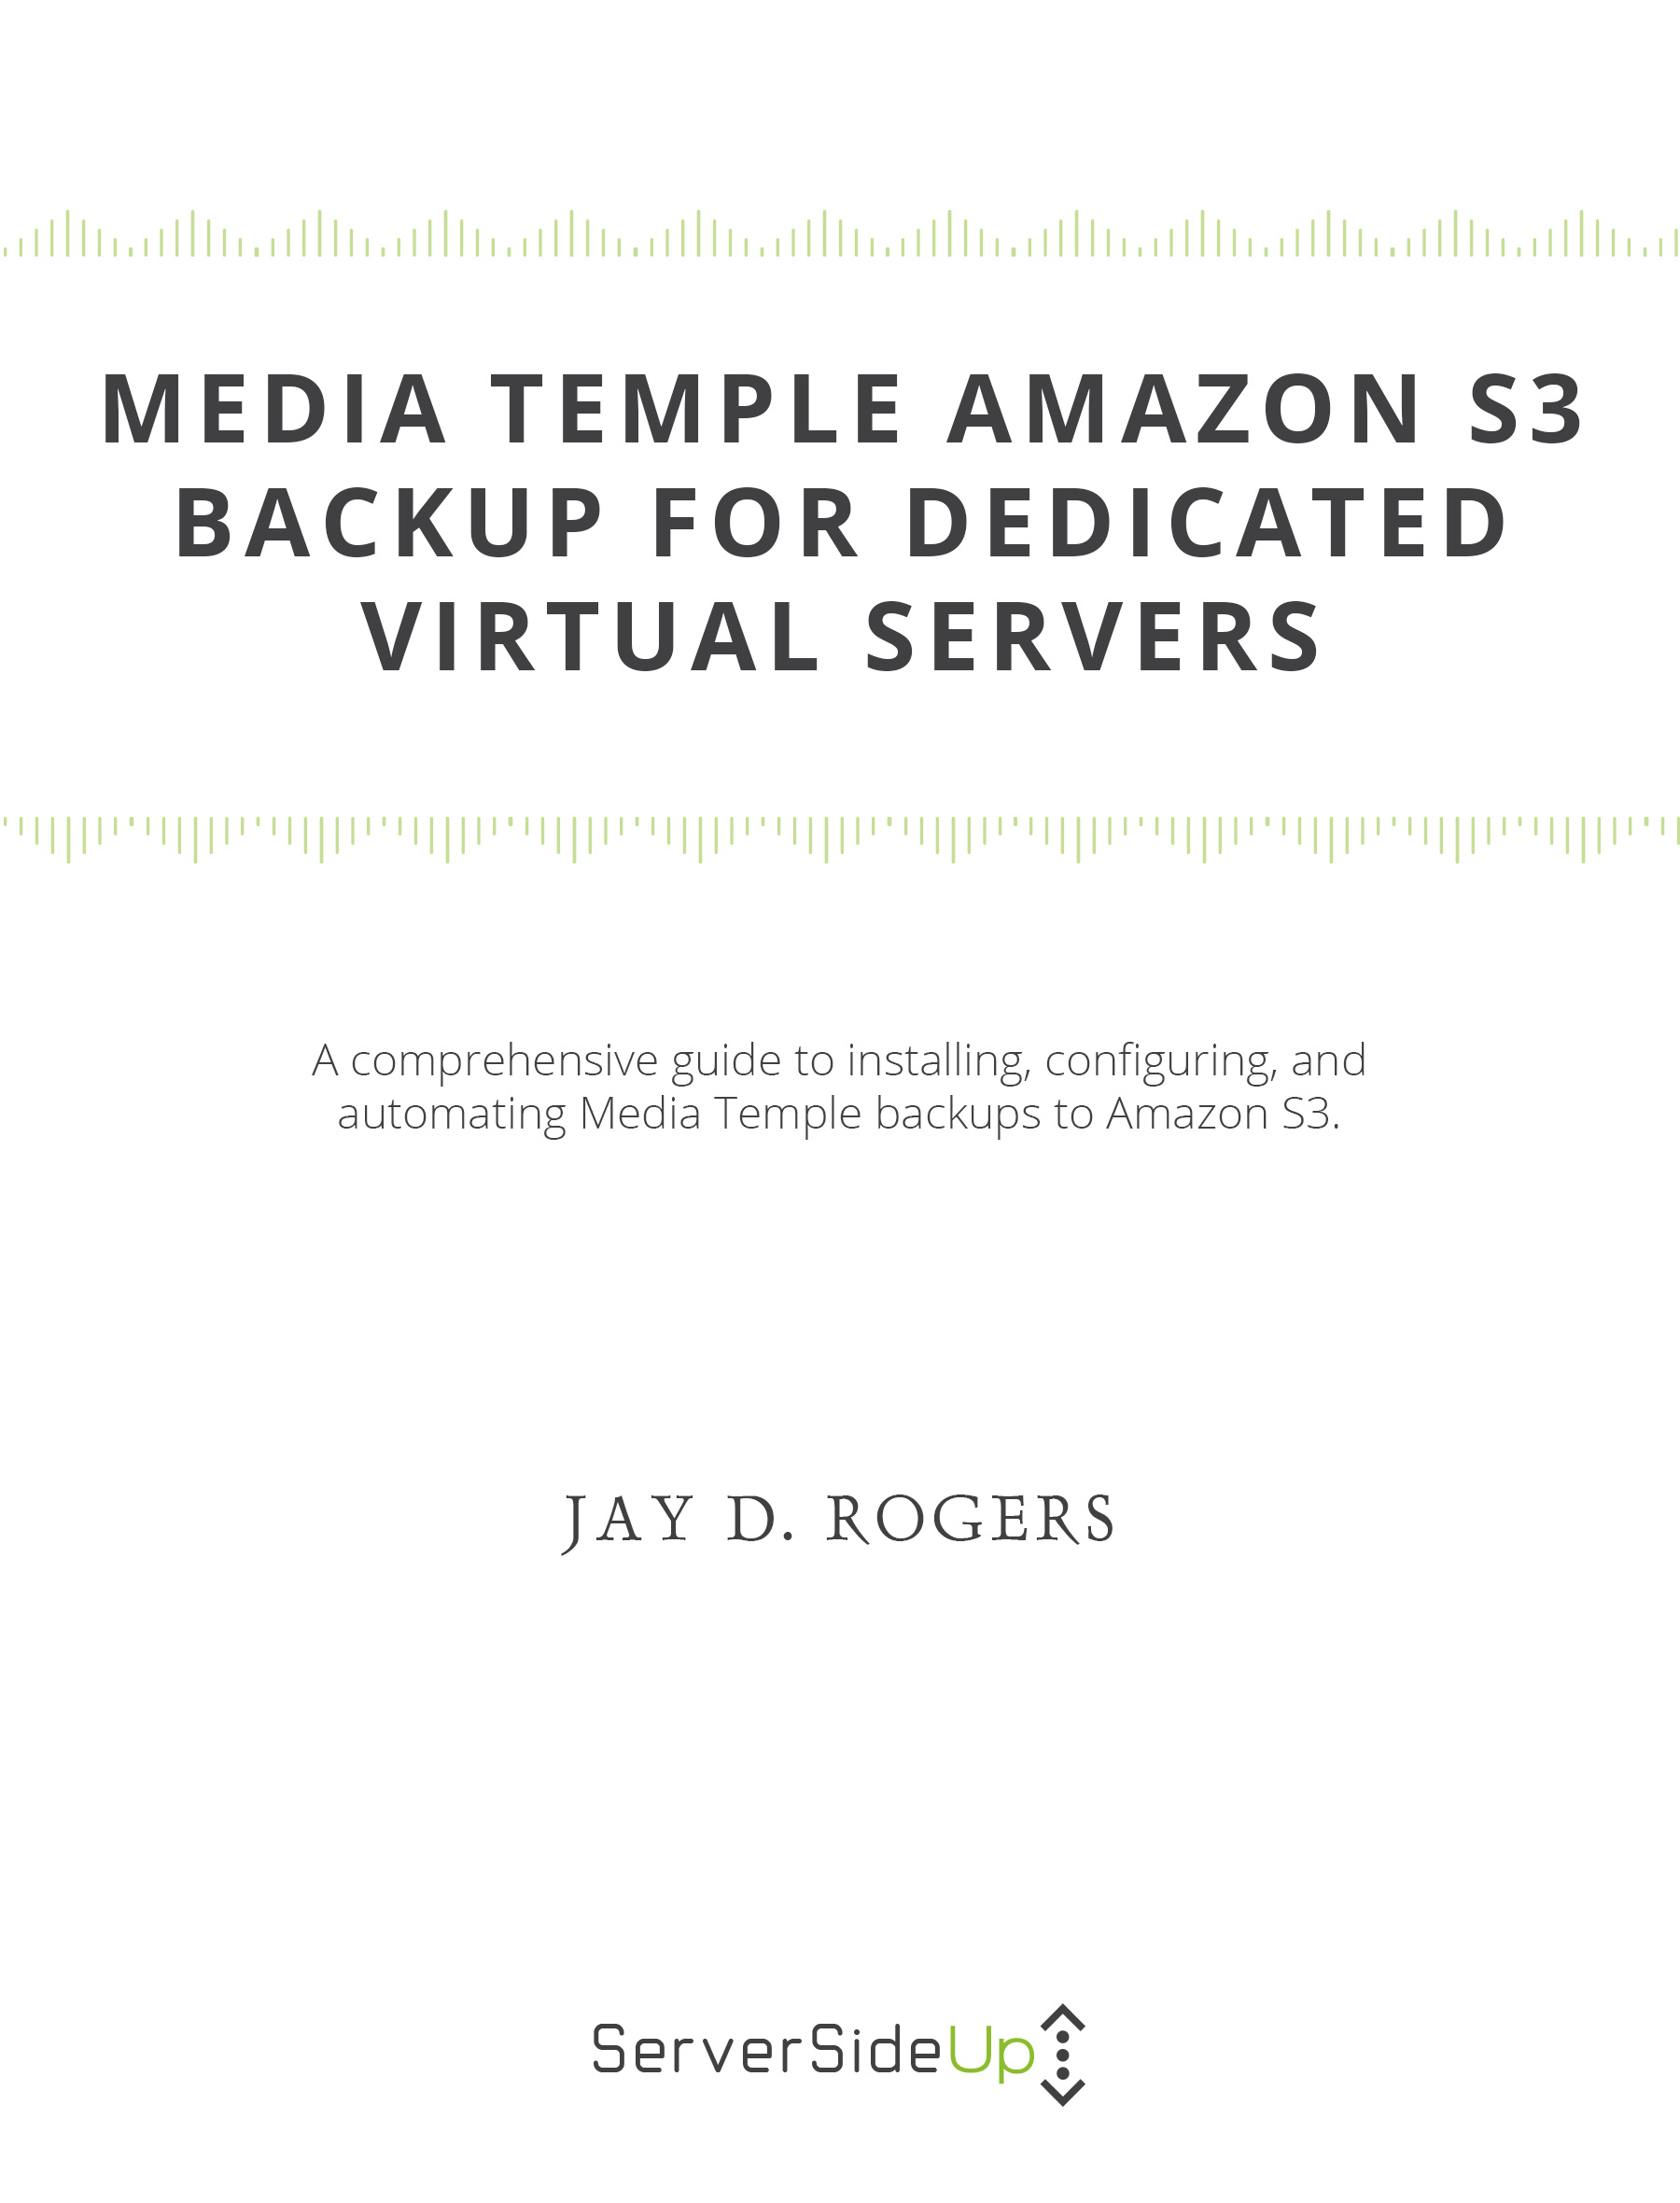 MEDIA TEMPLE AMAZON S3
BACKUP FOR DEDICATED
VIRTUAL SERVERS
A comprehensive guide to installing, configuring, and
automating Media Temple backups to Amazon S3.
JAY D. ROGERS
ServerSideUp